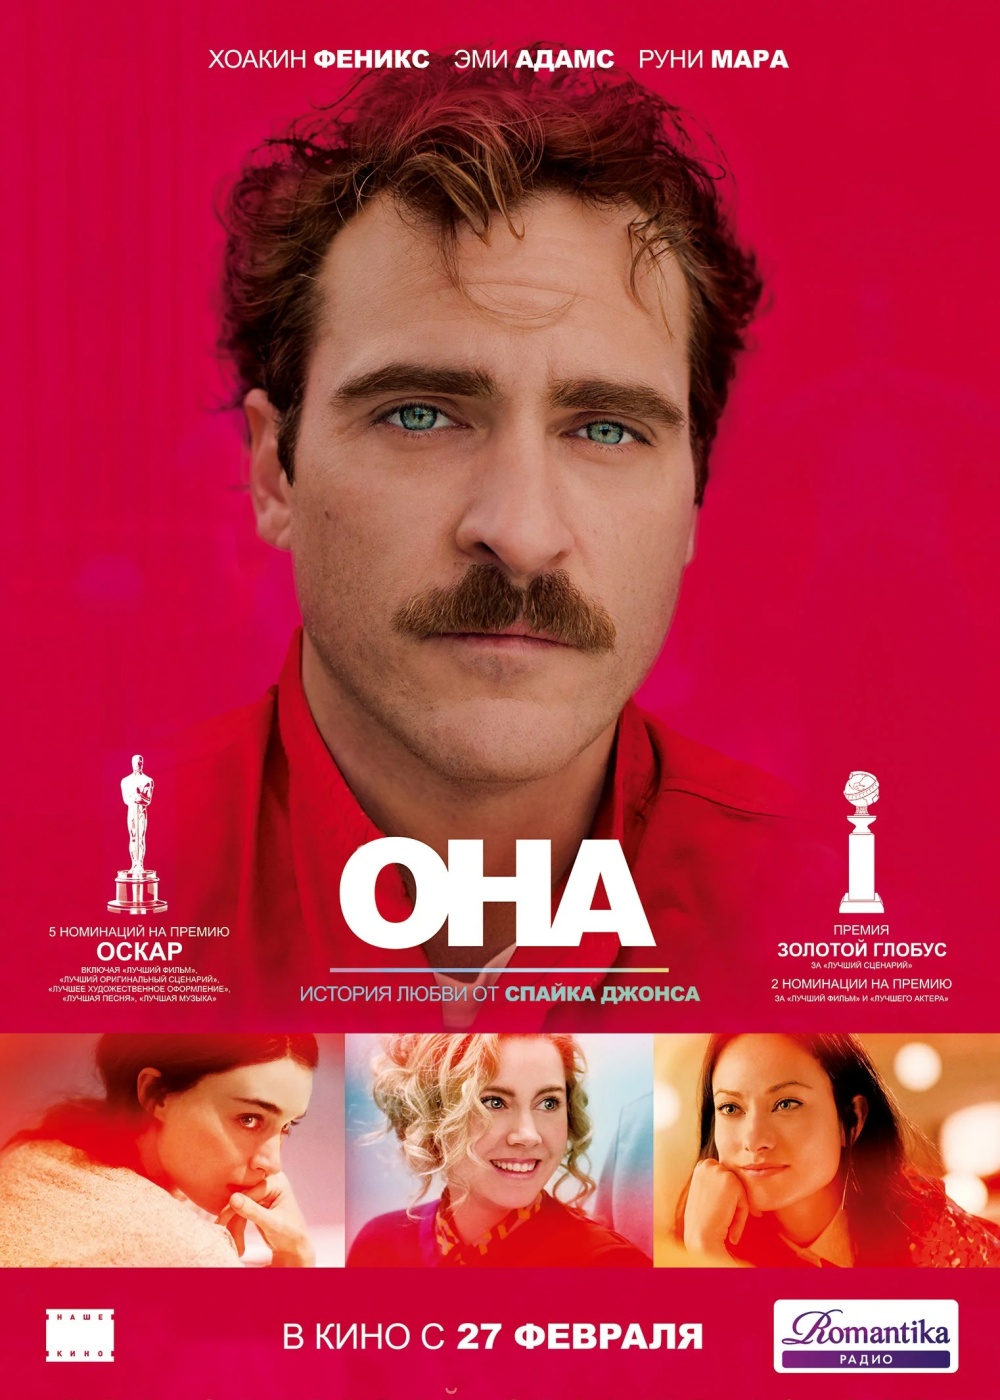 ХОАКИН ФЕНИКС ЭМИ АДАМС РУНИ МАРА
5 НОМИНАЦИЙ НА ПРЕМИЮ
ОСКАР
ВКЛЮЧАЯ «ЛУЧШИЙ ФИЛЬМ»,
«ЛУЧШИЙ ОРИГИНАЛЬНЫЙ СЦЕНАРИЙ»,
«ЛУЧШЕЕ ХУДОЖЕСТВЕННОЕ ОФОРМЛЕНИЕ»,
«ЛУЧШАЯ ПЕСНЯ», «ЛУЧШАЯ МУЗЫКА»
ОНА
ИСТОРИЯ ЛЮБВИ ОТ СПАЙКА ДЖОНСА
ПРЕМИЯ
ЗОЛОТОЙ ГЛОБУС
ЗА «ЛУЧШИЙ СЦЕНАРИЙ»
2 НОМИНАЦИИ НА ПРЕМИЮ
ЗА «ЛУЧШИЙ ФИЛЬМ» И «ЛУЧШЕГО АКТЕРА»
НАШЕ
КИНО
В КИНО С 27 ФЕВРАЛЯ
Romantika
РАДИО